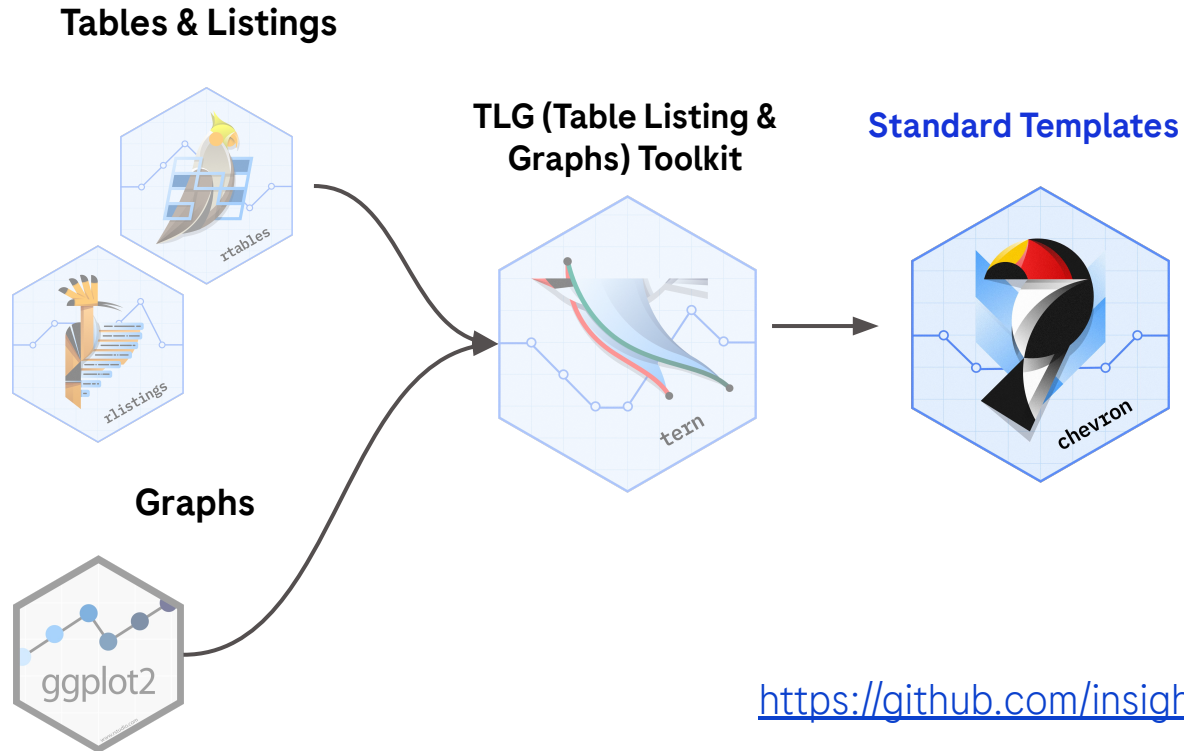 Tables & Listings
TLG (Table Listing &
Graphs) Toolkit
Standard Templates
rtables
rlistings
tern
chevron
Graphs
ggplot2
https://github.com/insigh